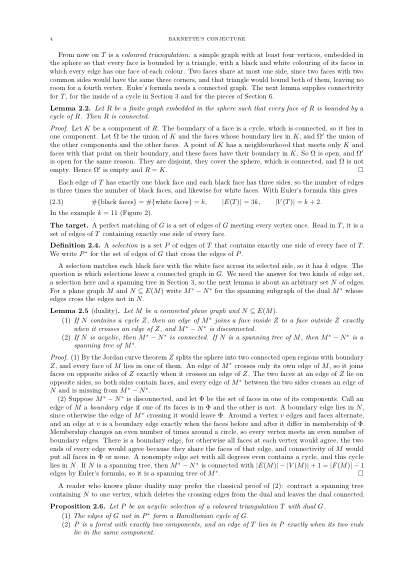 4 BARNETTE'S CONJECTURE
From now on T is a coloured triangulation: a simple graph with at least four vertices, embedded in
the sphere so that every face is bounded by a triangle, with a black and white colouring of its faces in
which every edge has one face of each colour. Two faces share at most one side, since two faces with two
common sides would have the same three corners, and that triangle would bound both of them, leaving no
room for a fourth vertex. Euler's formula needs a connected graph. The next lemma supplies connectivity
for T, for the inside of a cycle in Section 3 and for the pieces of Section 6.
Lemma 2.2. Let R be a finite graph embedded in the sphere such that every face of R is bounded by a
cycle of R. Then R is connected.
Proof. Let K be a component of R. The boundary of a face is a cycle, which is connected, so it lies in
one component. Let Ω be the union of K and the faces whose boundary lies in K, and Ω′ the union of
the other components and the other faces. A point of K has a neighbourhood that meets only K and
faces with that point on their boundary, and these faces have their boundary in K. So Ω is open, and Ω′
is open for the same reason. They are disjoint, they cover the sphere, which is connected, and Ω is not
empty. Hence Ω′ is empty and R = K. □
Each edge of T has exactly one black face and each black face has three sides, so the number of edges
is three times the number of black faces, and likewise for white faces. With Euler's formula this gives
(2.3) #{black faces} = #{white faces} = k, |E(T)| = 3k, |V(T)| = k + 2.
In the example k = 11 (Figure 2).
The target. A perfect matching of G is a set of edges of G meeting every vertex once. Read in T, it is a
set of edges of T containing exactly one side of every face.
Definition 2.4. A selection is a set P of edges of T that contains exactly one side of every face of T.
We write P* for the set of edges of G that cross the edges of P.
A selection matches each black face with the white face across its selected side, so it has k edges. The
question is which selections leave a connected graph in G. We need the answer for two kinds of edge set,
a selection here and a spanning tree in Section 3, so the next lemma is about an arbitrary set N of edges.
For a plane graph M and N ⊆ E(M) write M* − N* for the spanning subgraph of the dual M* whose
edges cross the edges not in N.
Lemma 2.5 (duality). Let M be a connected plane graph and N ⊆ E(M).
(1) If N contains a cycle Z, then an edge of M* joins a face inside Z to a face outside Z exactly
when it crosses an edge of Z, and M* − N* is disconnected.
(2) If N is acyclic, then M* − N* is connected. If N is a spanning tree of M, then M* − N* is a
spanning tree of M*.
Proof. (1) By the Jordan curve theorem Z splits the sphere into two connected open regions with boundary
Z, and every face of M lies in one of them. An edge of M* crosses only its own edge of M, so it joins
faces on opposite sides of Z exactly when it crosses an edge of Z. The two faces at an edge of Z lie on
opposite sides, so both sides contain faces; and every edge of M* between the two sides crosses an edge of
N and is missing from M* − N*.
(2) Suppose M* − N* is disconnected, and let Φ be the set of faces in one of its components. Call an
edge of M a boundary edge if one of its faces is in Φ and the other is not. A boundary edge lies in N,
since otherwise the edge of M* crossing it would leave Φ. Around a vertex v edges and faces alternate,
and an edge at v is a boundary edge exactly when the faces before and after it differ in membership of Φ.
Membership changes an even number of times around a circle, so every vertex meets an even number of
boundary edges. There is a boundary edge, for otherwise all faces at each vertex would agree, the two
ends of every edge would agree because they share the faces of that edge, and connectivity of M would
put all faces in Φ or none. A nonempty edge set with all degrees even contains a cycle, and this cycle
lies in N. If N is a spanning tree, then M* − N* is connected with |E(M)| − |V(M)| + 1 = |F(M)| − 1
edges by Euler's formula, so it is a spanning tree of M*. □
A reader who knows plane duality may prefer the classical proof of (2): contract a spanning tree
containing N to one vertex, which deletes the crossing edges from the dual and leaves the dual connected.
Proposition 2.6. Let P be an acyclic selection of a coloured triangulation T with dual G.
(1) The edges of G not in P* form a Hamiltonian cycle of G.
(2) P is a forest with exactly two components, and an edge of T lies in P exactly when its two ends
lie in the same component.